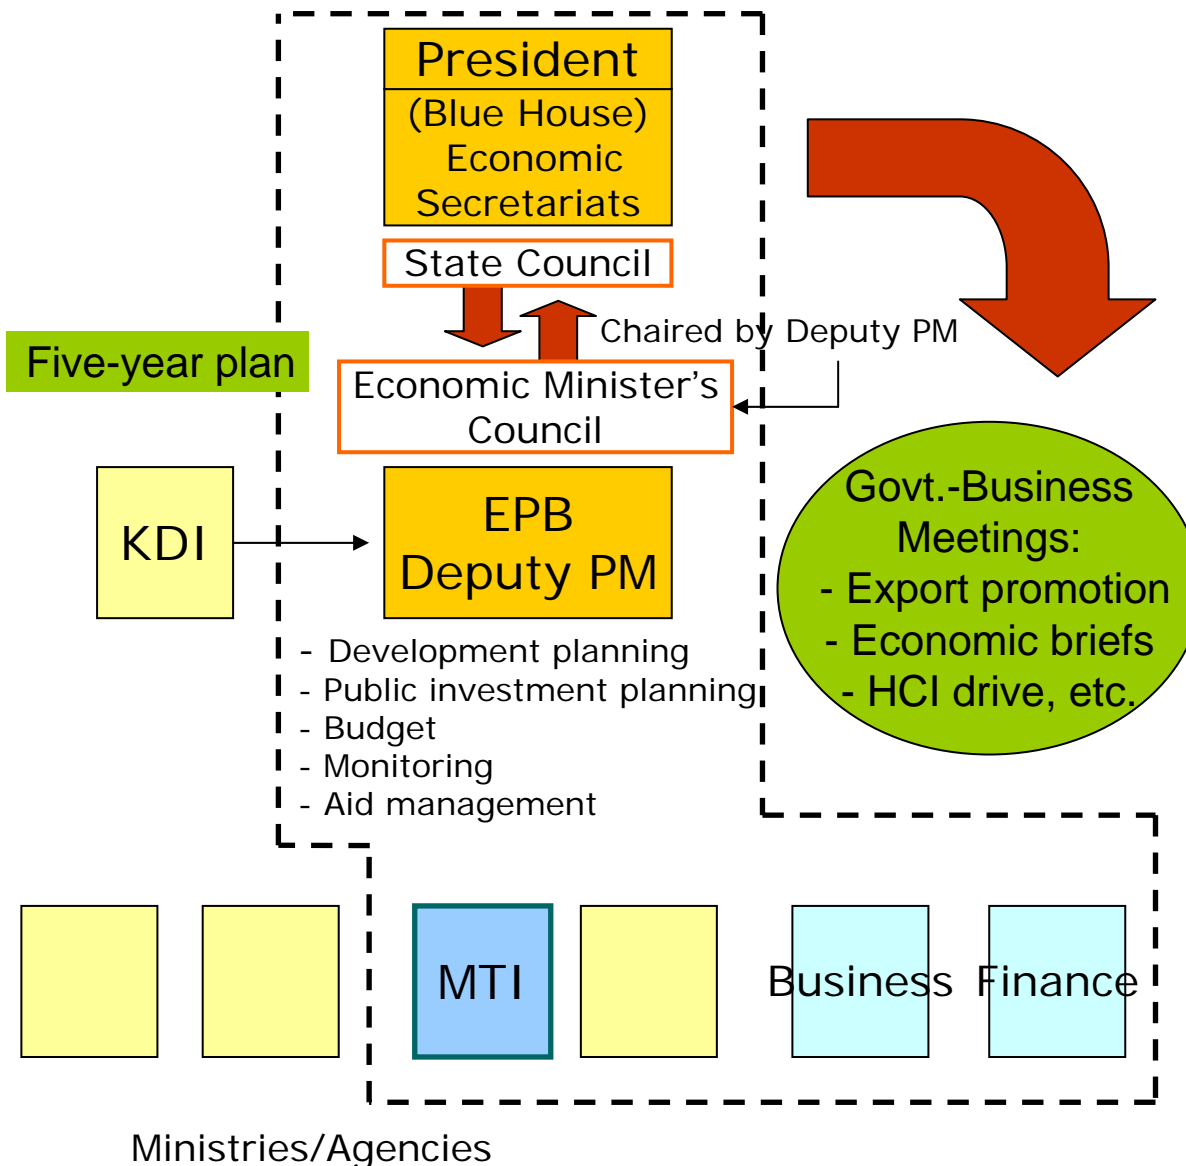 President
(Blue House)
Economic
Secretariats
State Council
Chaired by Deputy PM
Five-year plan
Economic Minister's
Council
KDI
EPB
Deputy PM
Govt.-Business
Meetings:
- Export promotion
- Economic briefs
- HCI drive, etc.
- Development planning
- Public investment planning
- Budget
- Monitoring
- Aid management
MTI
Business
Finance
Ministries/Agencies